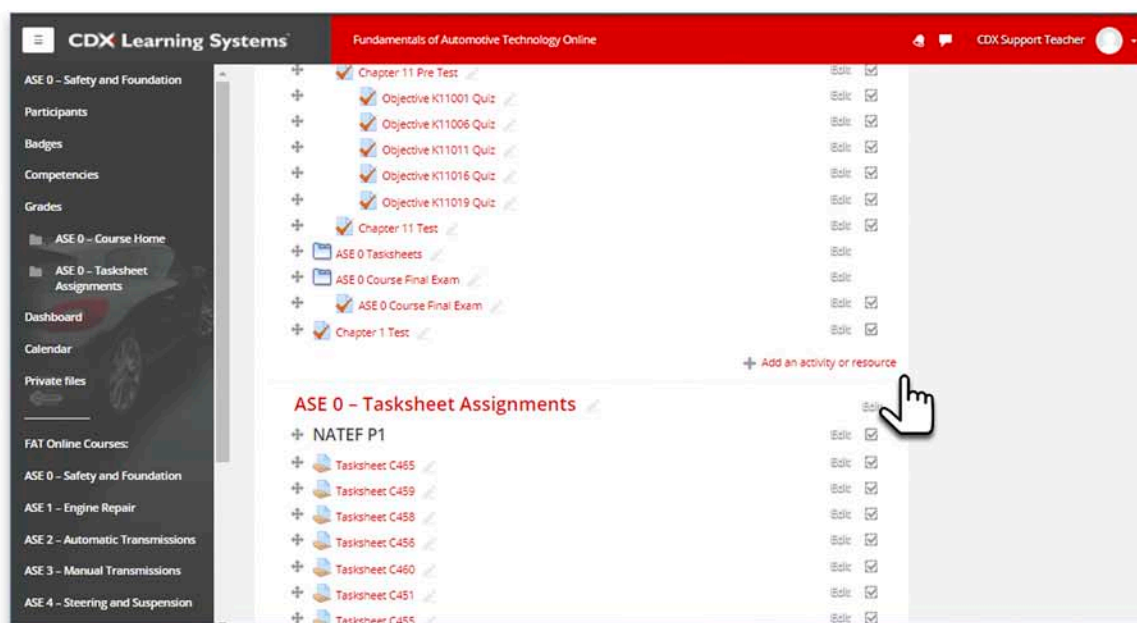 CDX Learning Systems
Fundamentals of Automotive Technology Online
CDX Support Teacher
ASE 0 – Safety and Foundation
Participants
Badges
Competencies
Grades
ASE 0 – Course Home
ASE 0 – Tasksheet
Assignments
Dashboard
Calendar
Private files
FAT Online Courses:
ASE 0 – Safety and Foundation
ASE 1 – Engine Repair
ASE 2 – Automatic Transmissions
ASE 3 – Manual Transmissions
ASE 4 – Steering and Suspension
Chapter 11 Pre Test Edit
Objective K11001 Quiz Edit
Objective K11006 Quiz Edit
Objective K11011 Quiz Edit
Objective K11016 Quiz Edit
Objective K11019 Quiz Edit
Chapter 11 Test Edit
ASE 0 Tasksheets Edit
ASE 0 Course Final Exam Edit
ASE 0 Course Final Exam Edit
Chapter 1 Test Edit
Add an activity or resource
ASE 0 – Tasksheet Assignments Edit
NATEF P1 Edit
Tasksheet C465 Edit
Tasksheet C459 Edit
Tasksheet C458 Edit
Tasksheet C456 Edit
Tasksheet C460 Edit
Tasksheet C451 Edit
Tasksheet C455 Edit